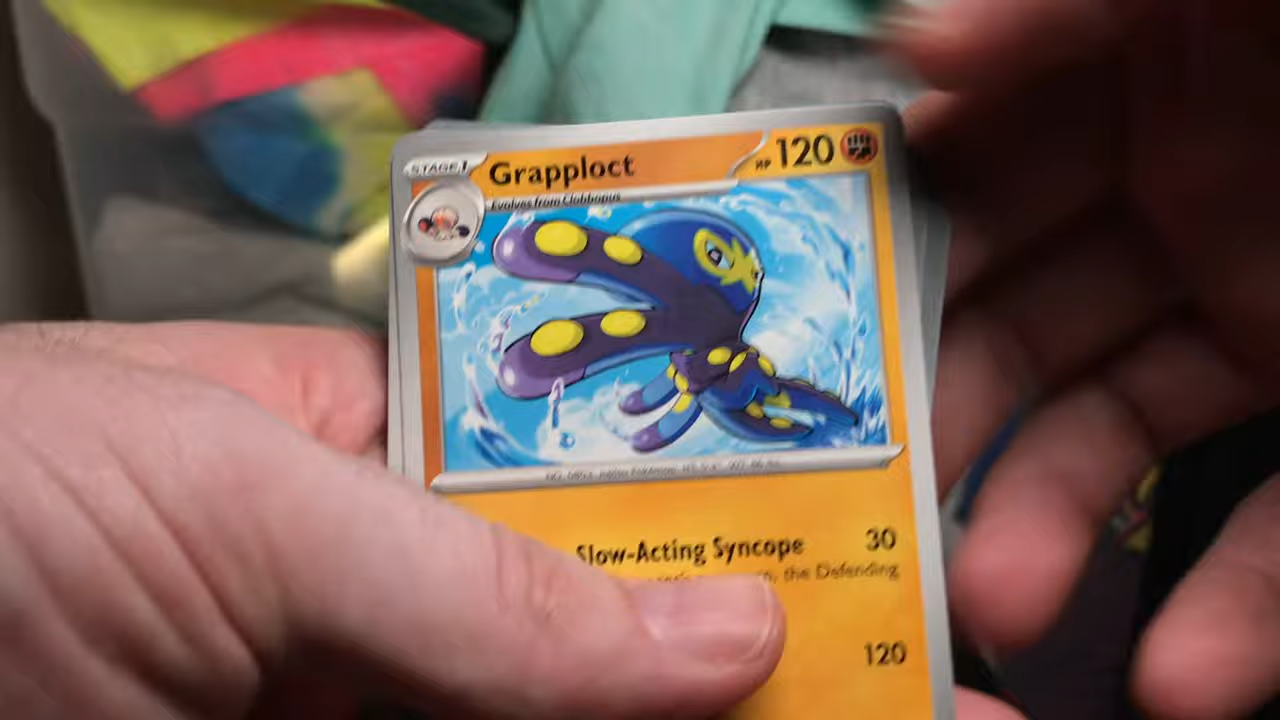 STAGE 1
Grapploct
HP 120
Evolves from Clobbopus
Slow-Acting Syncope 30
the Defending
120